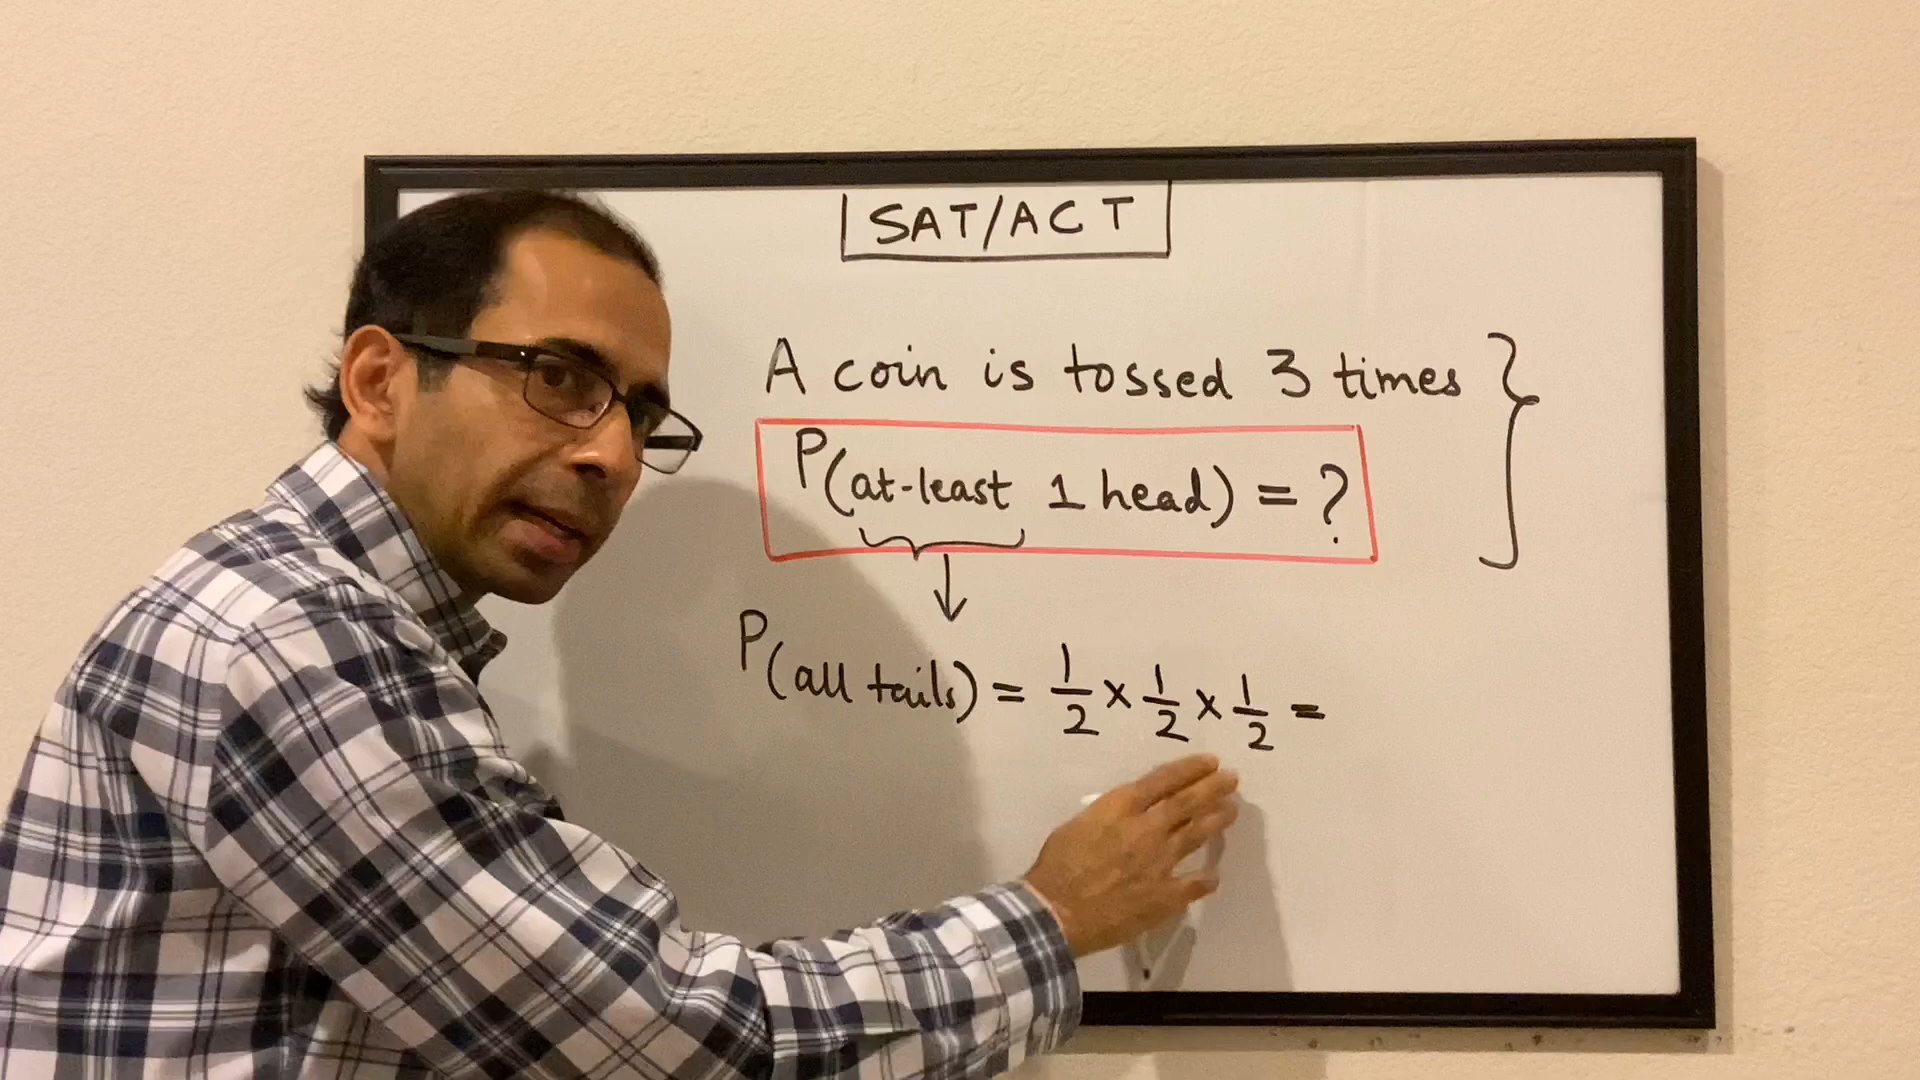 SAT/ACT
A coin is tossed 3 times
P(at-least 1 head) = ?
P(all tails) = 1/2 × 1/2 × 1/2 =